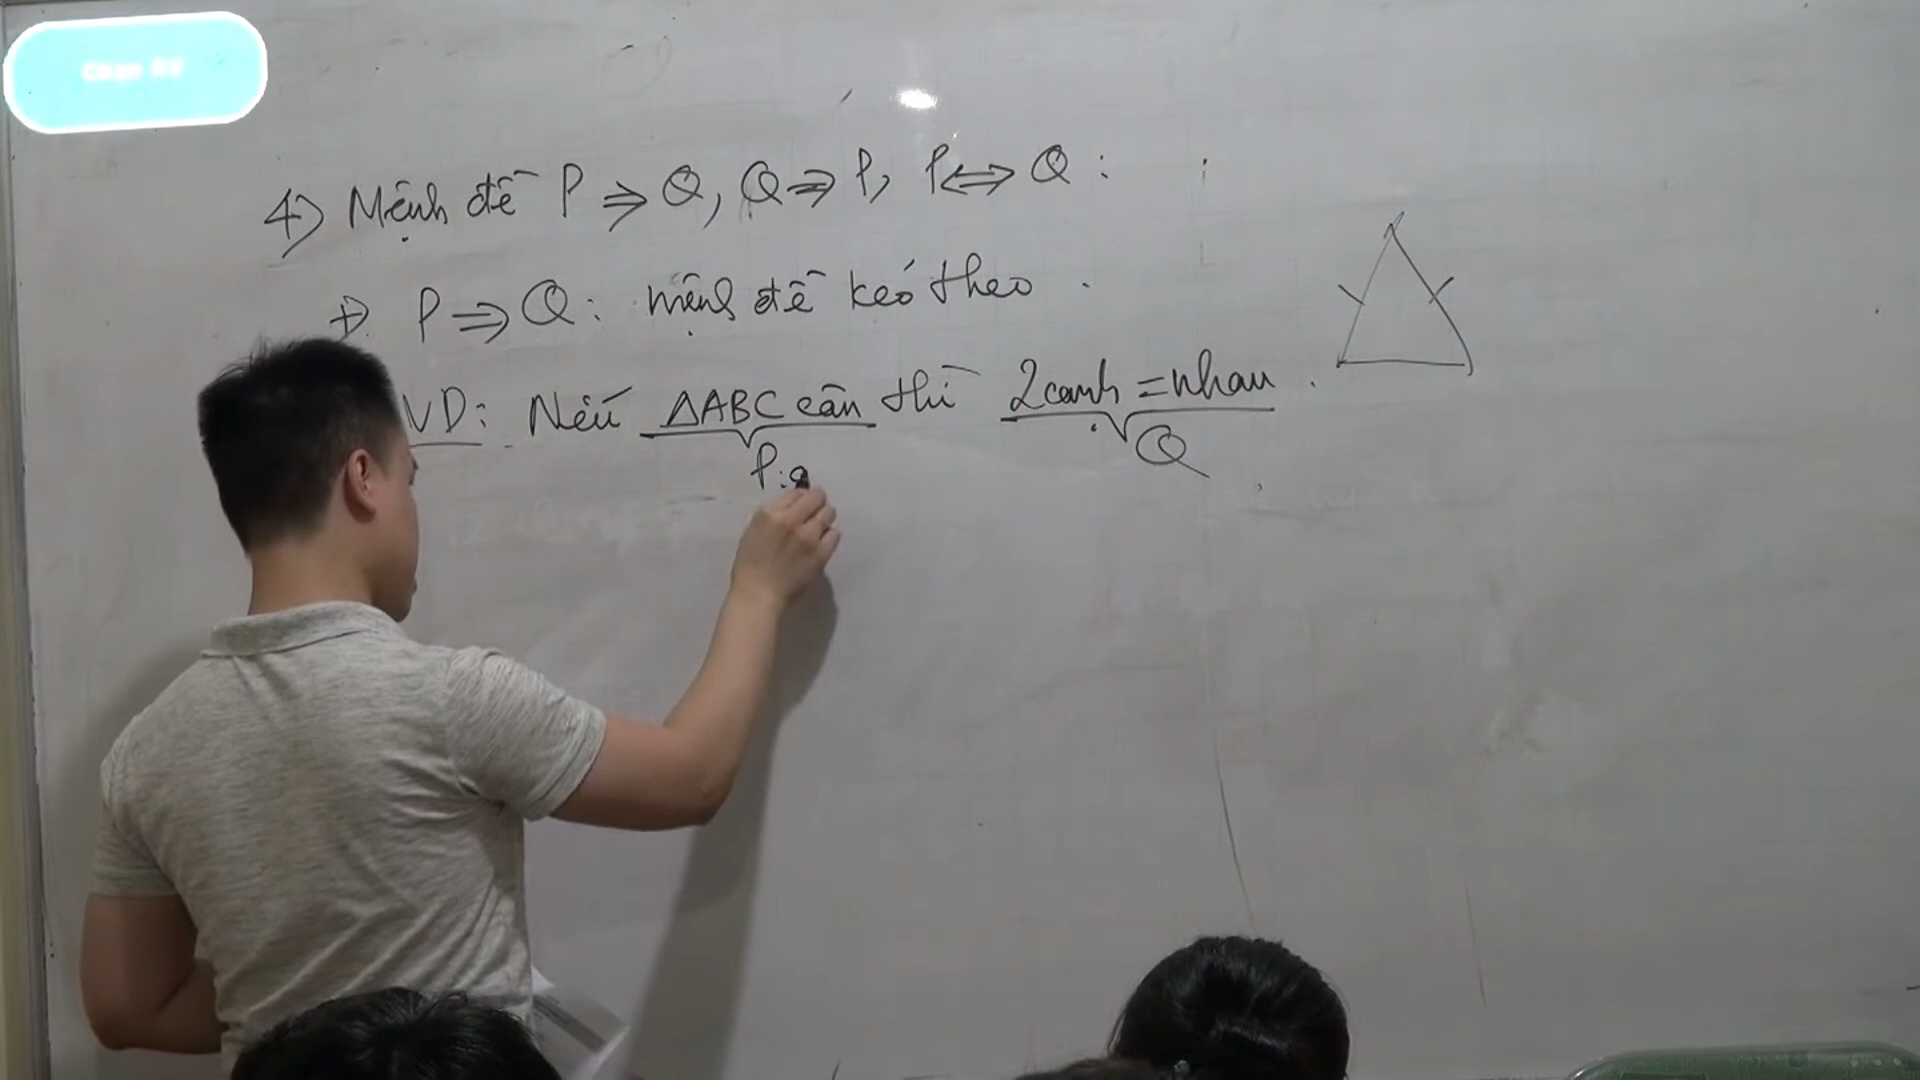 4) Mệnh đề P ⇒ Q, Q ⇒ P, P ⇔ Q :
+) P ⇒ Q : mệnh đề kéo theo .
VD: Nếu ΔABC cân thì 2 cạnh = nhau .
P: g
Q